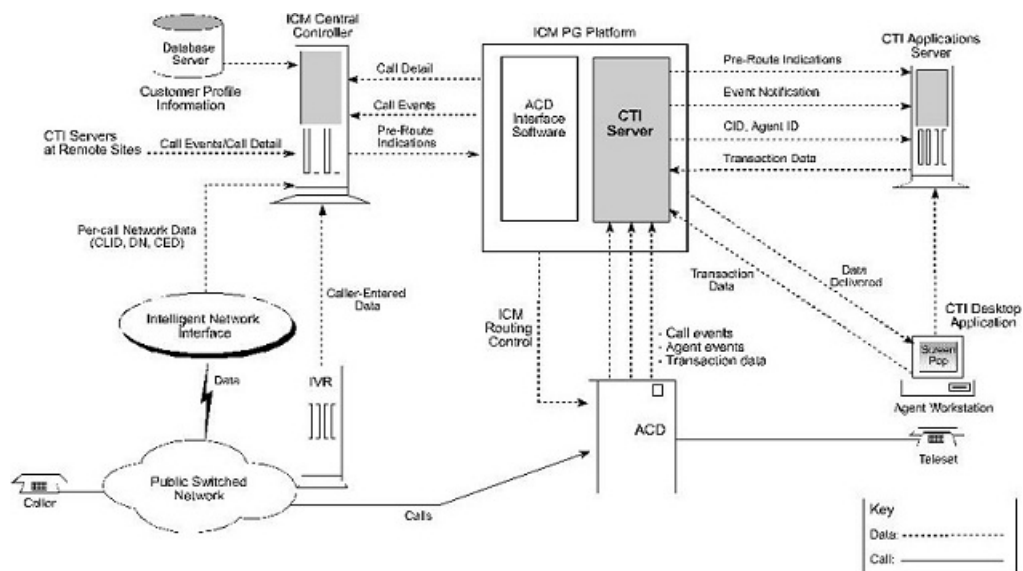 Database
Server
Customer Profile
Information
ICM Central
Controller
CTI Servers
at Remote Sites
Call Events/Call Detail
Call Detail
Call Events
Pre-Route
Indications
ICM PG Platform
ACD
Interface
Software
CTI
Server
Pre-Route Indications
Event Notification
CID, Agent ID
Transaction Data
CTI Applications
Server
Per-call Network Data
(CLID, DN, CED)
Intelligent Network
Interface
Caller-Entered
Data
Data
IVR
Public Switched
Network
Caller
Calls
ICM
Routing
Control
- Call events
- Agent events
- Transaction data
Transaction
Data
Data
Delivered
CTI Desktop
Application
Screen
Pop
Agent Workstation
ACD
Teleset
Key
Data:
Call: